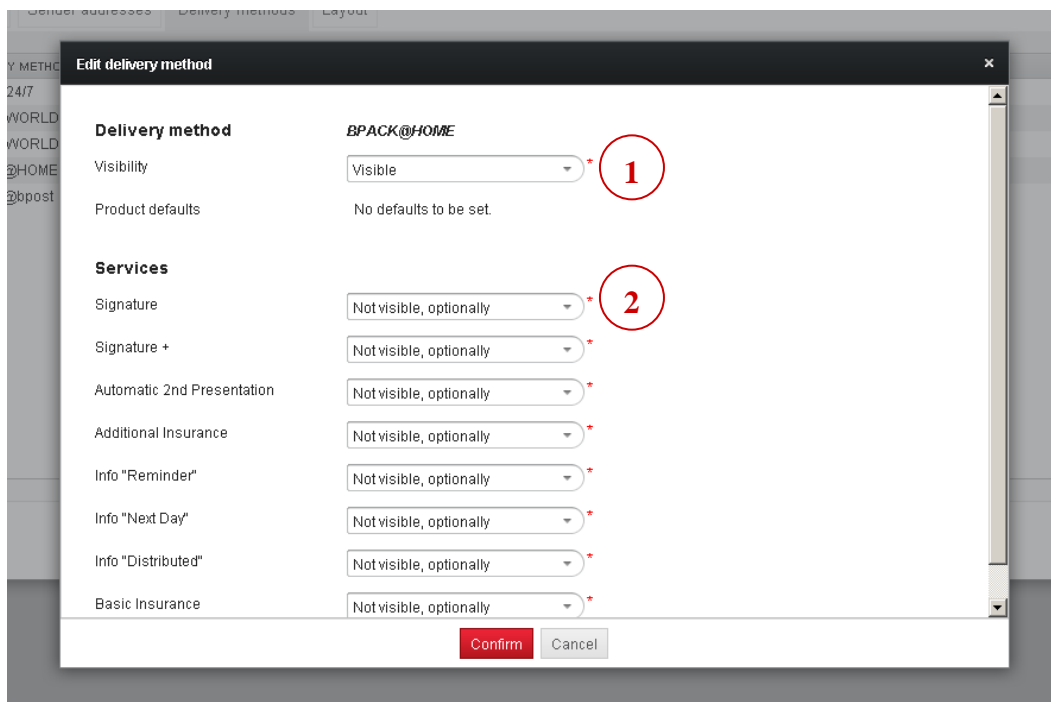 Sender addresses Delivery methods Layout
Y METHO
Edit delivery method ×
24/7
WORLD
WORLD
@HOME
@bpost
Delivery method BPACK@HOME
Visibility Visible * 1
Product defaults No defaults to be set.
Services
Signature Not visible, optionally * 2
Signature + Not visible, optionally *
Automatic 2nd Presentation Not visible, optionally *
Additional Insurance Not visible, optionally *
Info "Reminder" Not visible, optionally *
Info "Next Day" Not visible, optionally *
Info "Distributed" Not visible, optionally *
Basic Insurance Not visible, optionally *
Confirm Cancel